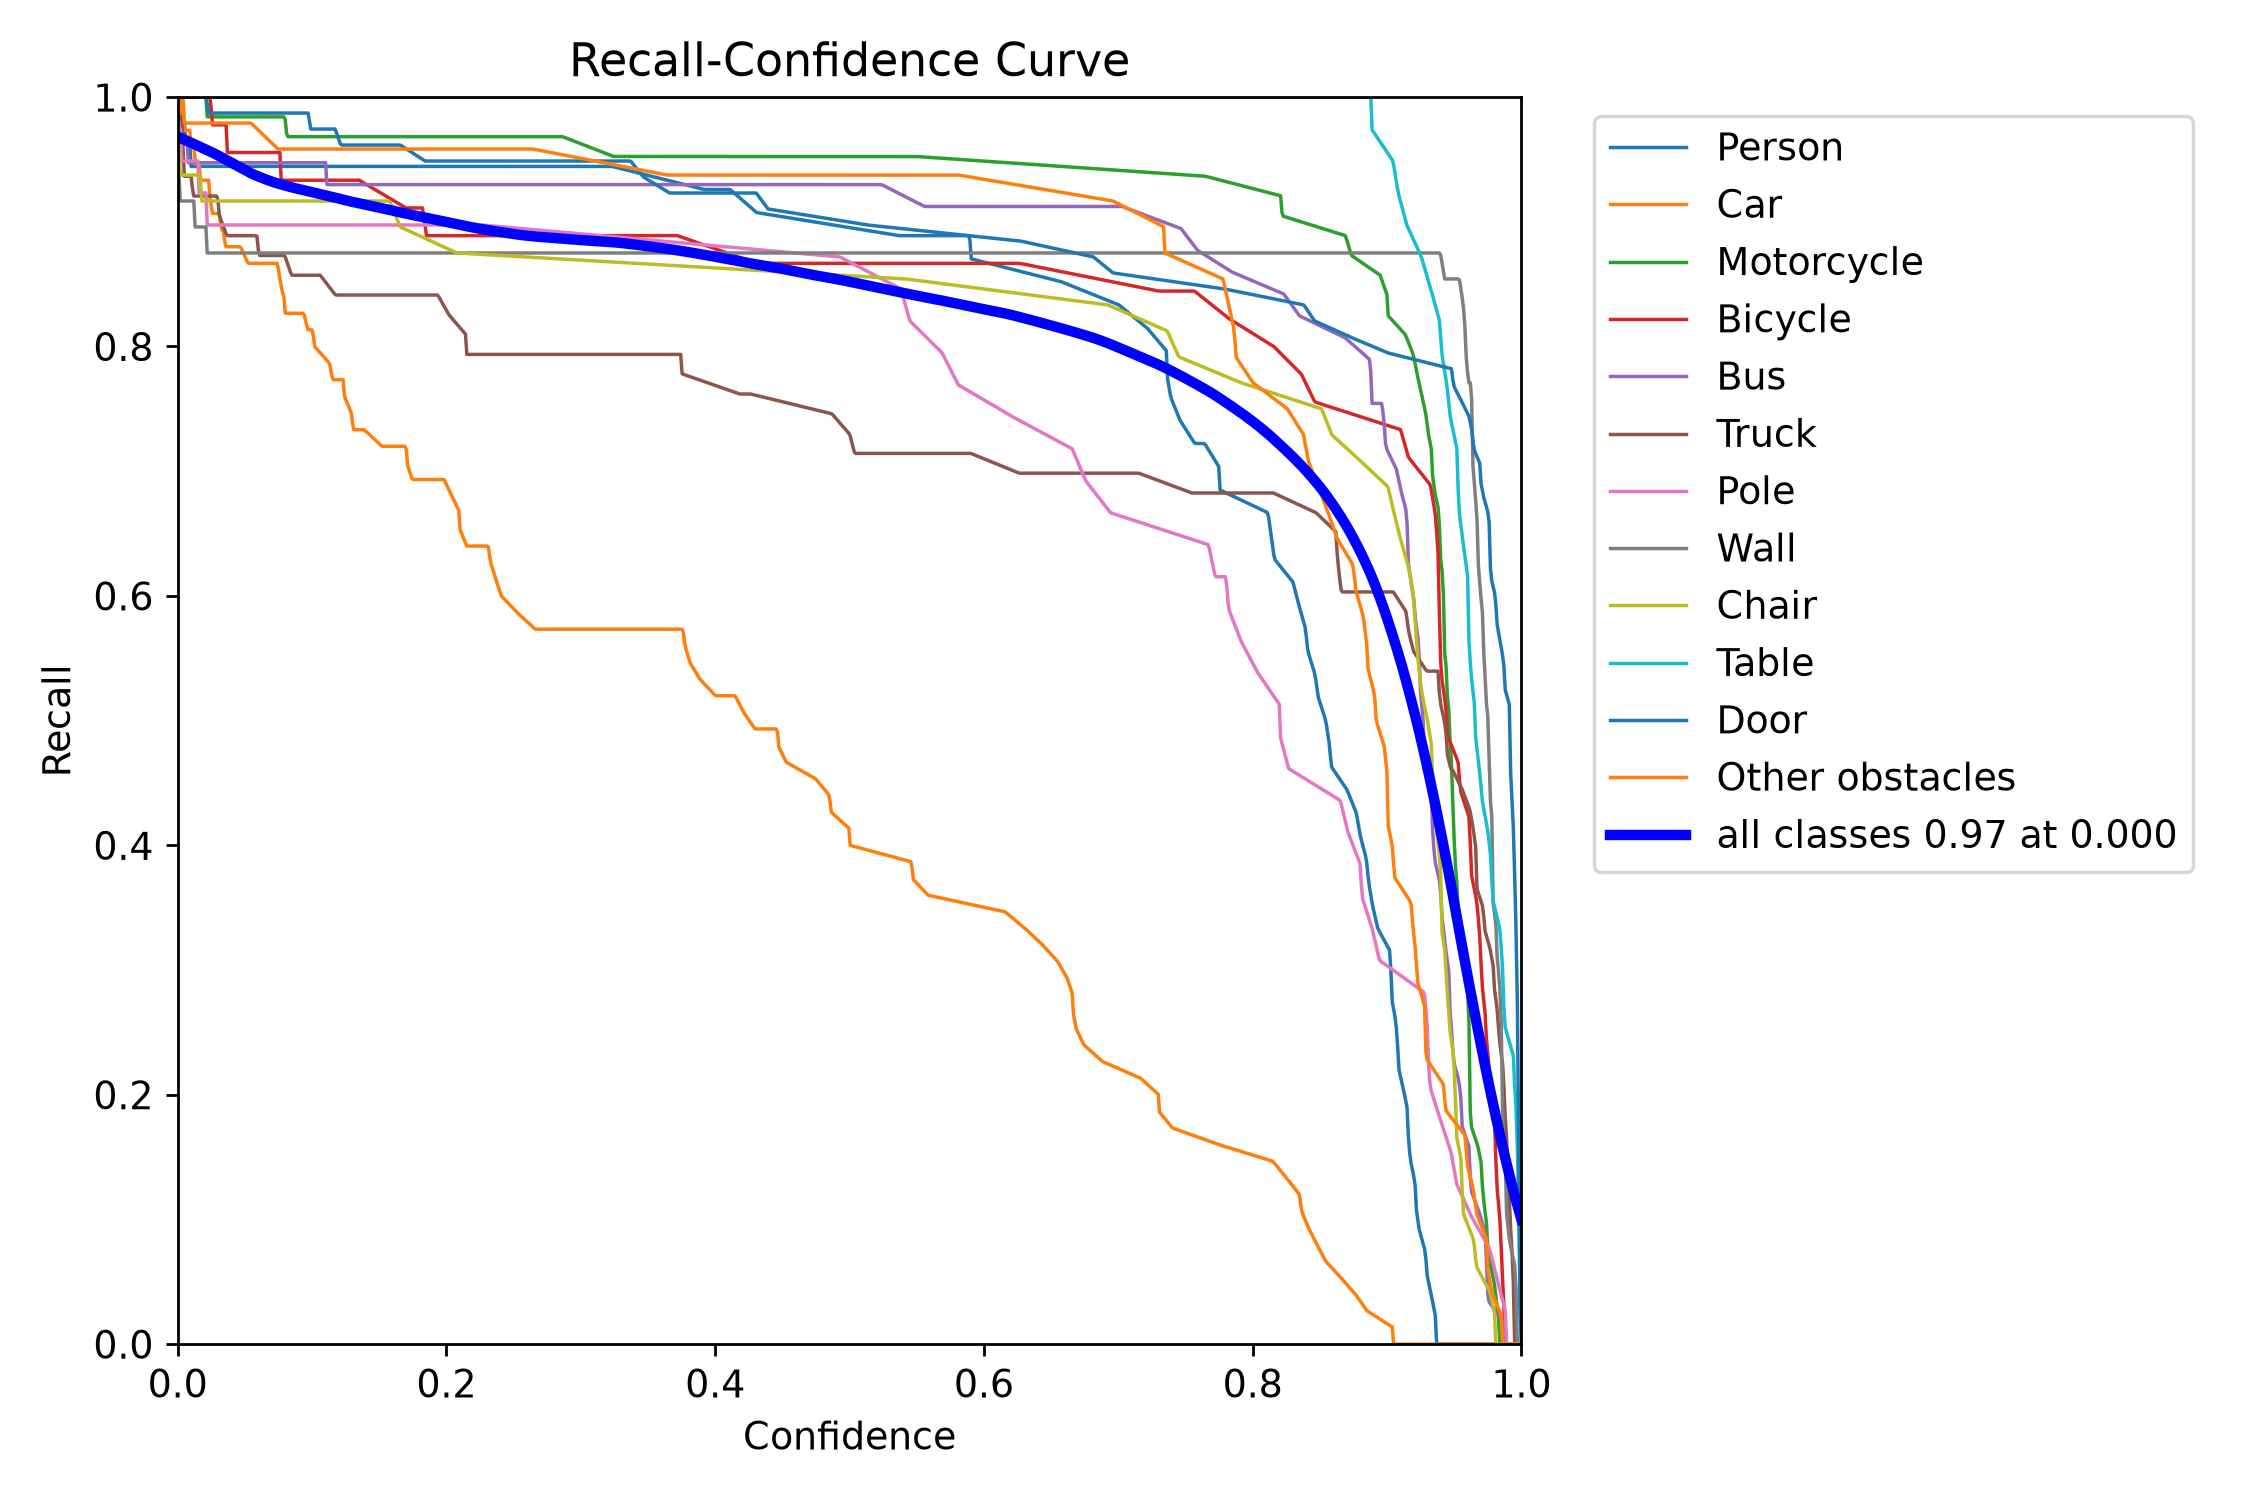 Recall-Confidence Curve
1.0
0.8
0.6
0.4
0.2
0.0
Recall
0.0 0.2 0.4 0.6 0.8 1.0
Confidence
Person
Car
Motorcycle
Bicycle
Bus
Truck
Pole
Wall
Chair
Table
Door
Other obstacles
all classes 0.97 at 0.000